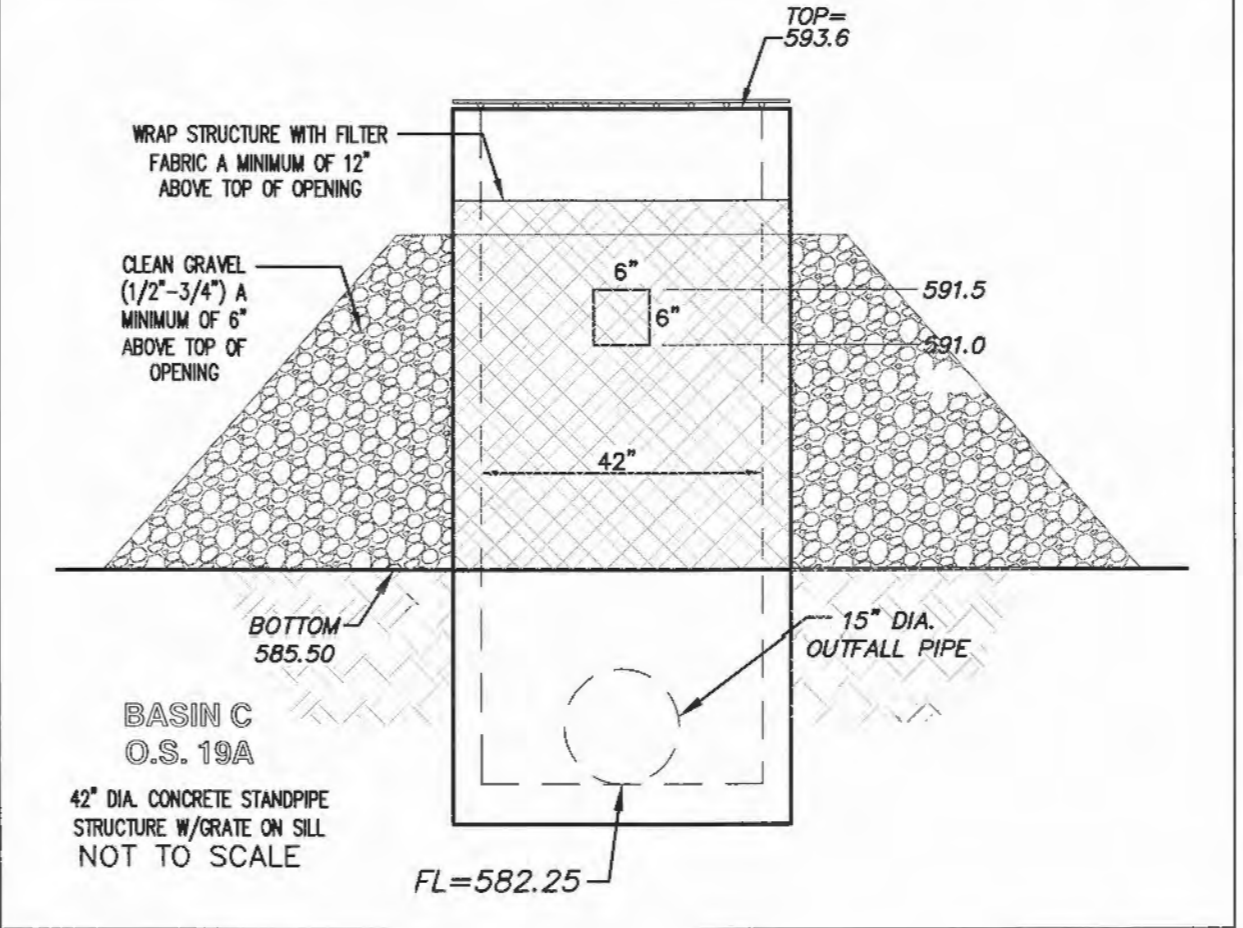 TOP=
593.6
WRAP STRUCTURE WITH FILTER
FABRIC A MINIMUM OF 12"
ABOVE TOP OF OPENING
CLEAN GRAVEL
(1/2"-3/4") A
MINIMUM OF 6"
ABOVE TOP OF
OPENING
6"
6"
591.5
591.0
42"
BOTTOM
585.50
15" DIA.
OUTFALL PIPE
BASIN C
O.S. 19A
42" DIA. CONCRETE STANDPIPE
STRUCTURE W/GRATE ON SILL
NOT TO SCALE
FL=582.25